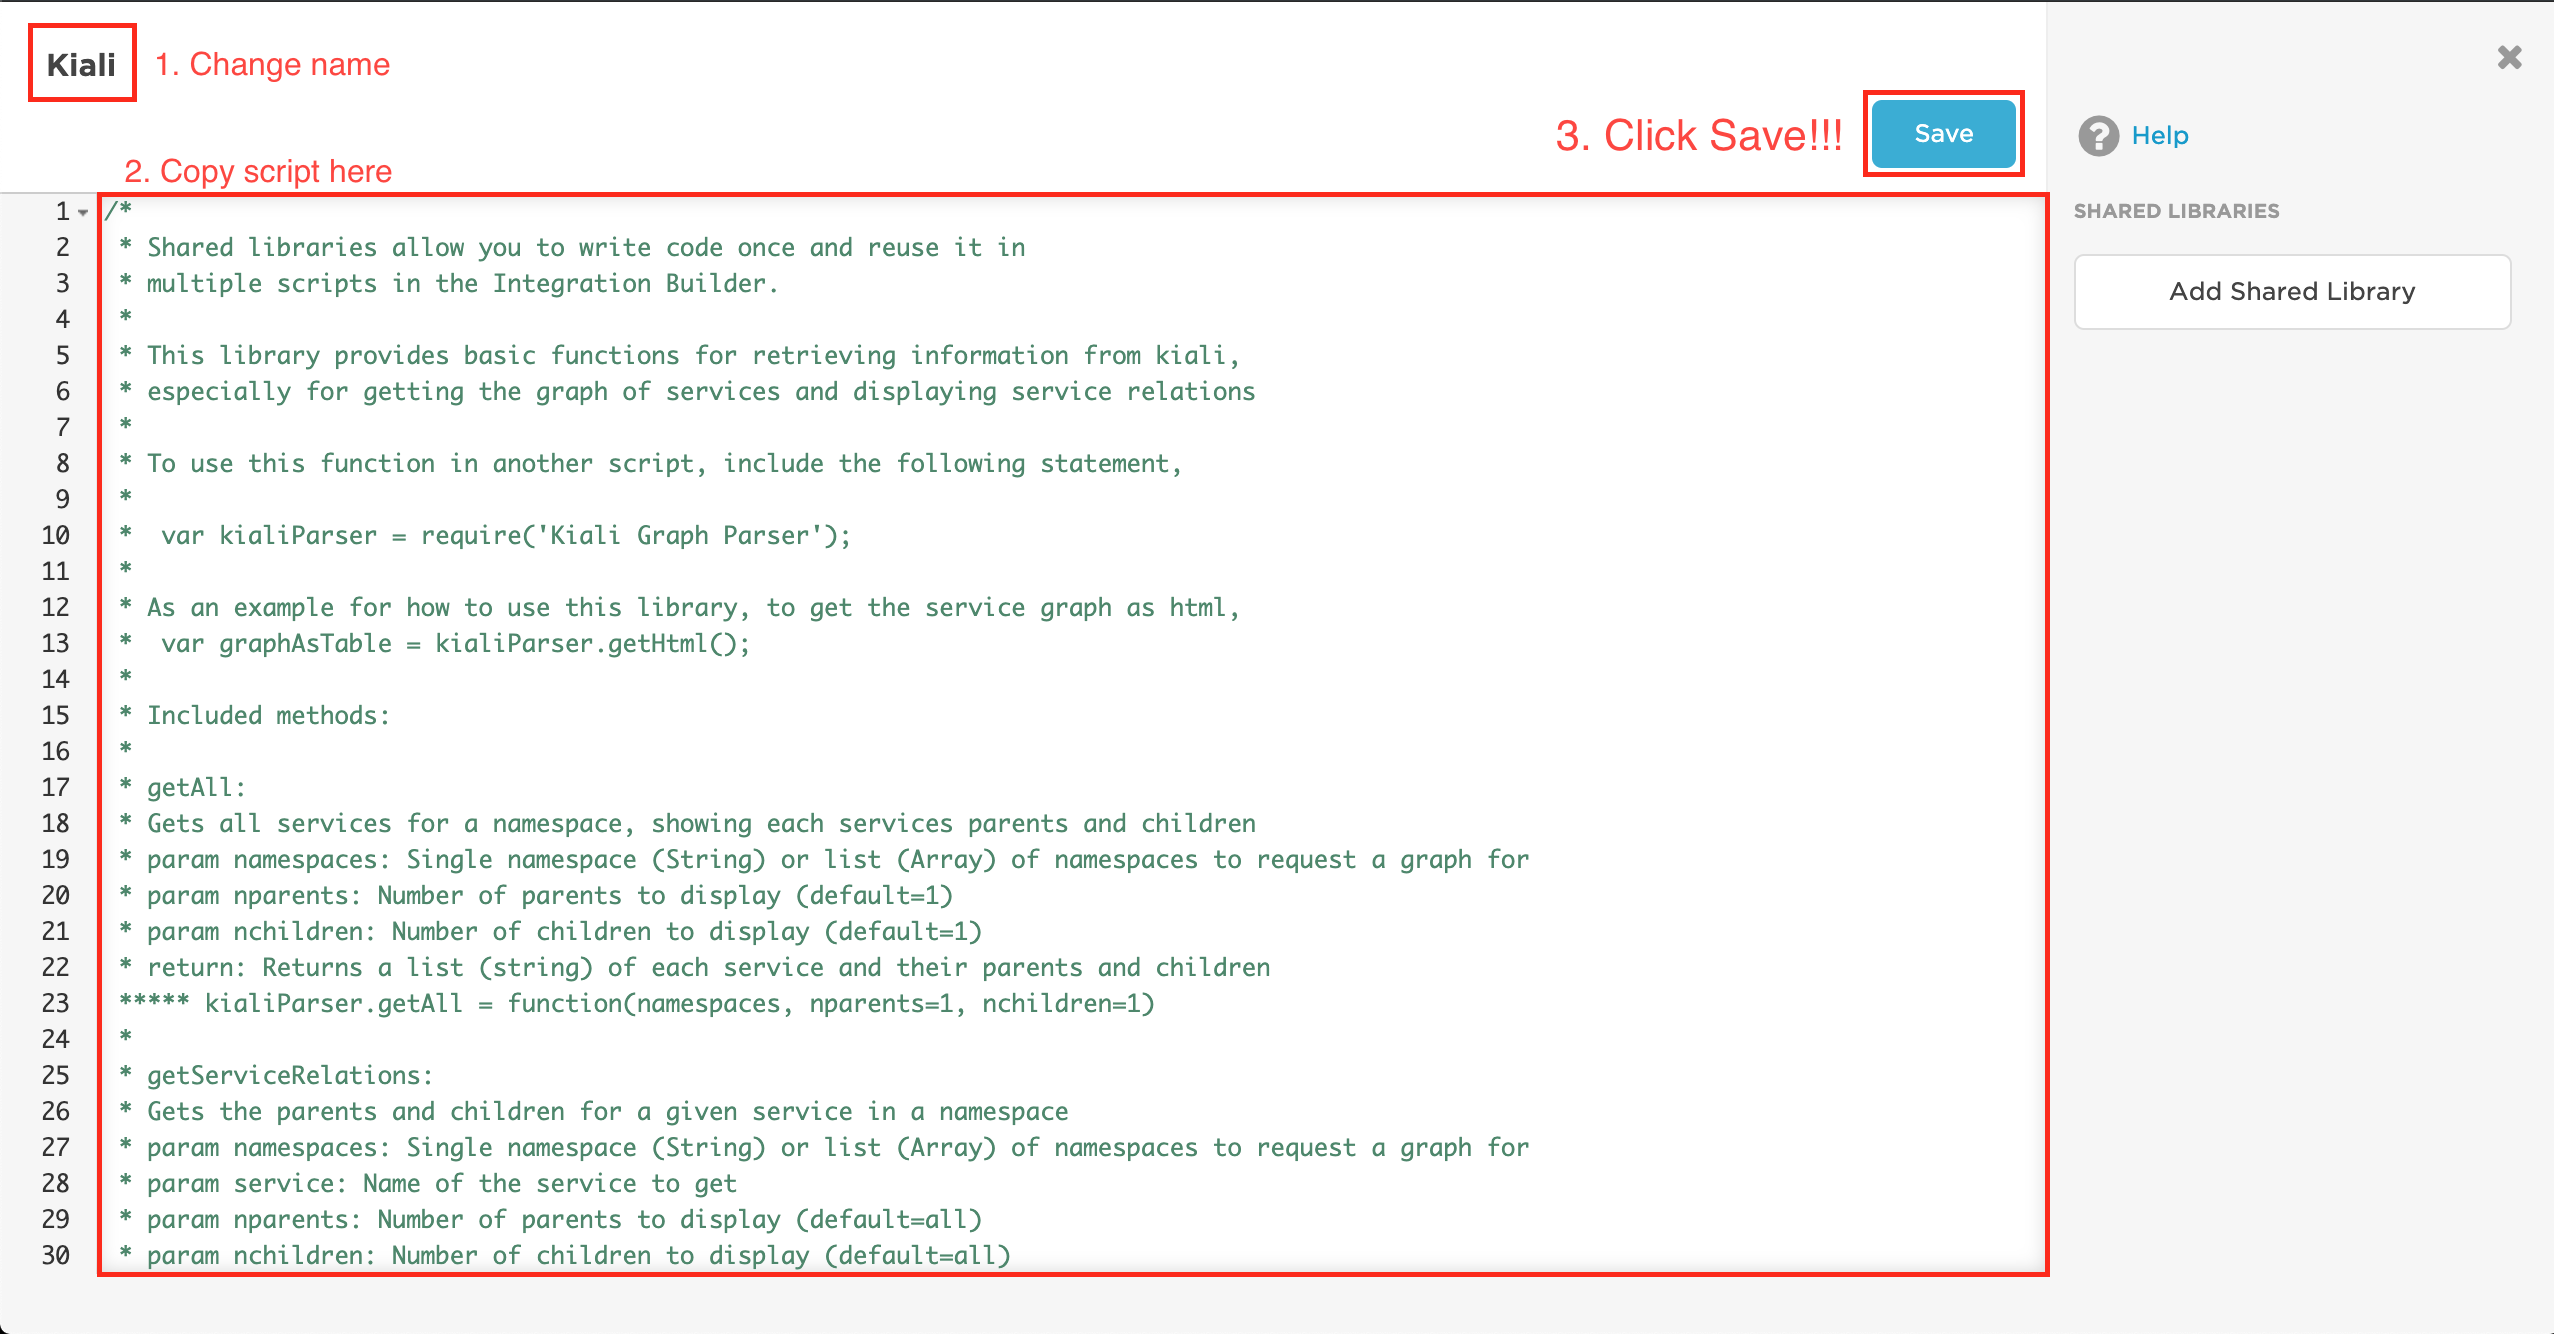 Kiali
1. Change name
3. Click Save!!!
Save
Help
2. Copy script here
SHARED LIBRARIES
Add Shared Library
1 /*
2 * Shared libraries allow you to write code once and reuse it in
3 * multiple scripts in the Integration Builder.
4 *
5 * This library provides basic functions for retrieving information from kiali,
6 * especially for getting the graph of services and displaying service relations
7 *
8 * To use this function in another script, include the following statement,
9 *
10 *  var kialiParser = require('Kiali Graph Parser');
11 *
12 * As an example for how to use this library, to get the service graph as html,
13 *  var graphAsTable = kialiParser.getHtml();
14 *
15 * Included methods:
16 *
17 * getAll:
18 * Gets all services for a namespace, showing each services parents and children
19 * param namespaces: Single namespace (String) or list (Array) of namespaces to request a graph for
20 * param nparents: Number of parents to display (default=1)
21 * param nchildren: Number of children to display (default=1)
22 * return: Returns a list (string) of each service and their parents and children
23 ***** kialiParser.getAll = function(namespaces, nparents=1, nchildren=1)
24 *
25 * getServiceRelations:
26 * Gets the parents and children for a given service in a namespace
27 * param namespaces: Single namespace (String) or list (Array) of namespaces to request a graph for
28 * param service: Name of the service to get
29 * param nparents: Number of parents to display (default=all)
30 * param nchildren: Number of children to display (default=all)